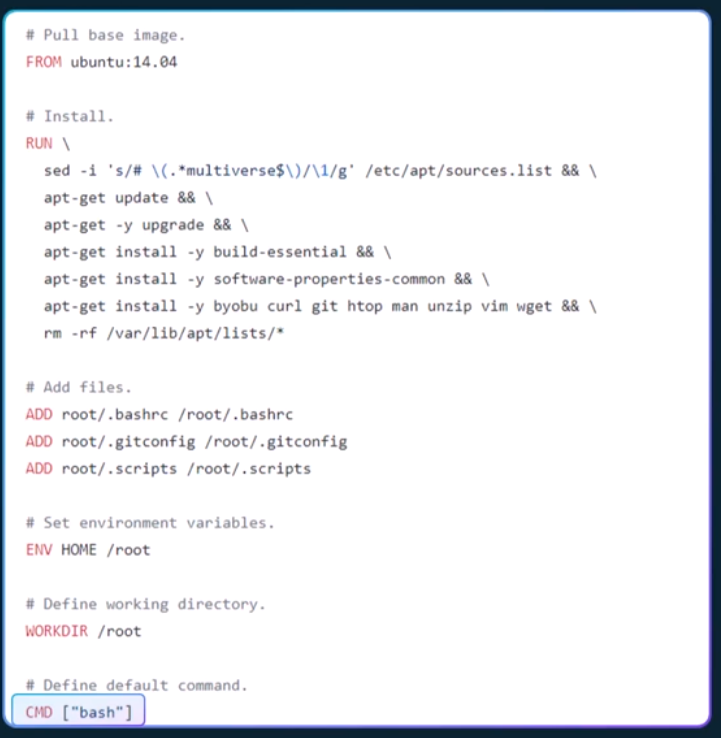 # Pull base image.
FROM ubuntu:14.04
# Install.
RUN \
sed -i 's/# \(.*multiverse$\)/\1/g' /etc/apt/sources.list && \
apt-get update && \
apt-get -y upgrade && \
apt-get install -y build-essential && \
apt-get install -y software-properties-common && \
apt-get install -y byobu curl git htop man unzip vim wget && \
rm -rf /var/lib/apt/lists/*
# Add files.
ADD root/.bashrc /root/.bashrc
ADD root/.gitconfig /root/.gitconfig
ADD root/.scripts /root/.scripts
# Set environment variables.
ENV HOME /root
# Define working directory.
WORKDIR /root
# Define default command.
CMD ["bash"]